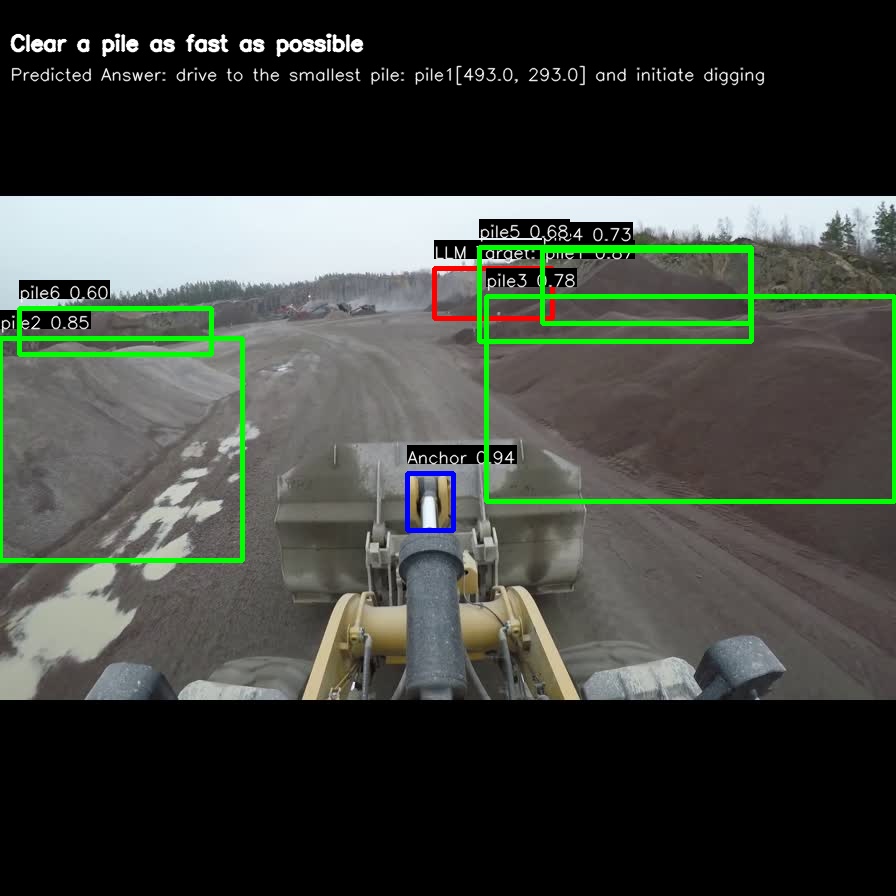 Clear a pile as fast as possible
Predicted Answer: drive to the smallest pile: pile1[493.0, 293.0] and initiate digging
pile5 0.68
4 0.73
LLM Target: pile1 0.87
pile3 0.78
pile6 0.60
pile2 0.85
Anchor 0.94